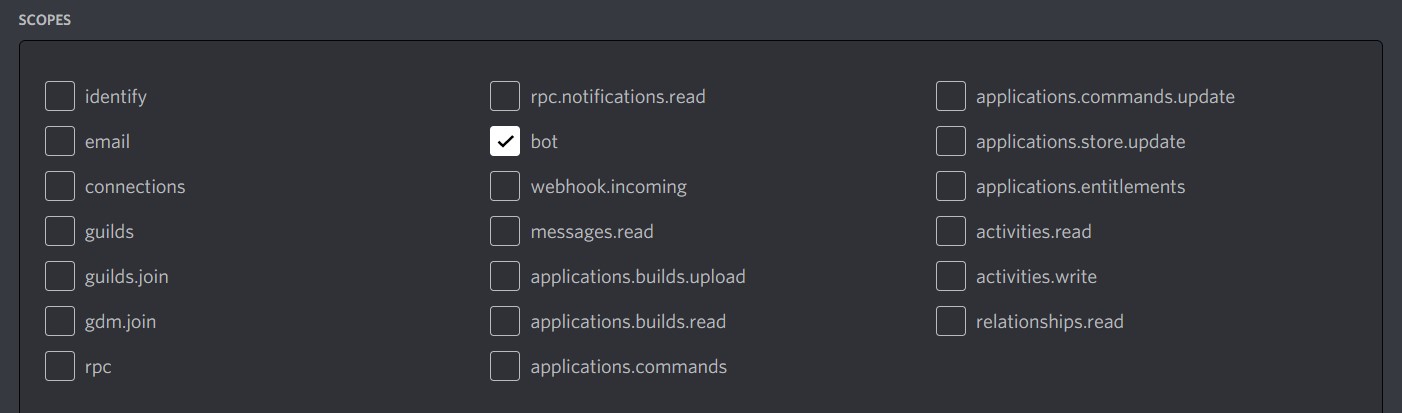 SCOPES
identify
email
connections
guilds
guilds.join
gdm.join
rpc
rpc.notifications.read
bot
webhook.incoming
messages.read
applications.builds.upload
applications.builds.read
applications.commands
applications.commands.update
applications.store.update
applications.entitlements
activities.read
activities.write
relationships.read